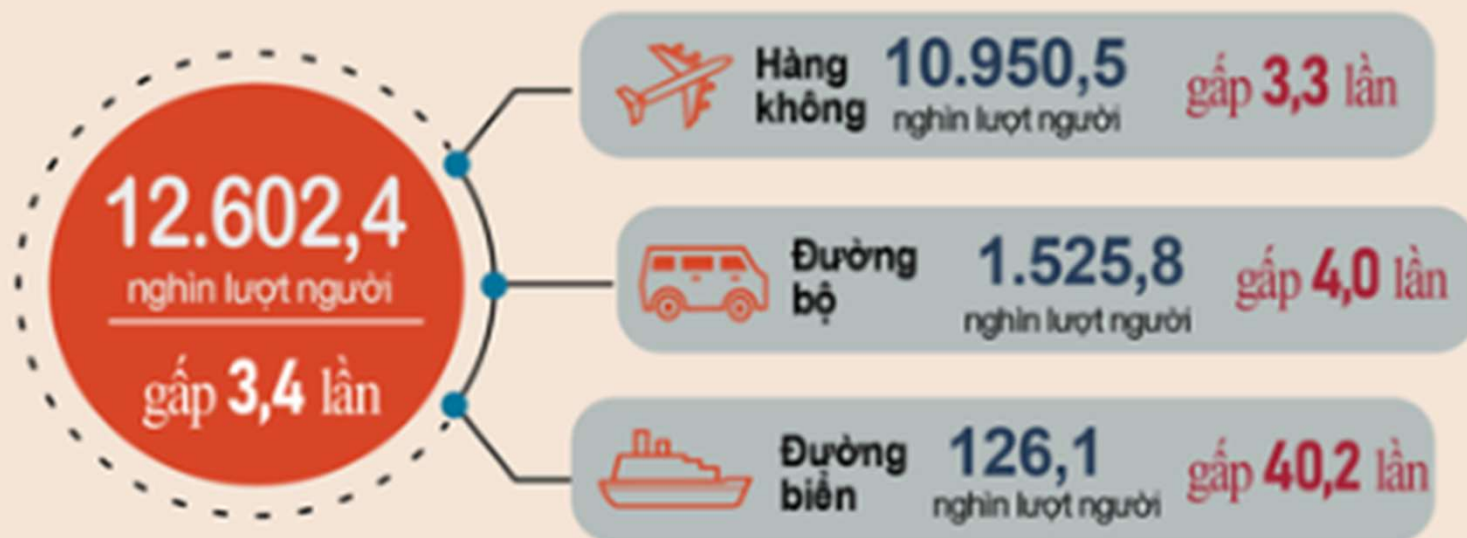 12.602,4
nghìn lượt người
gấp 3,4 lần
Hàng
không
10.950,5
nghìn lượt người
gấp 3,3 lần
Đường
bộ
1.525,8
nghìn lượt người
gấp 4,0 lần
Đường
biển
126,1
nghìn lượt người
gấp 40,2 lần